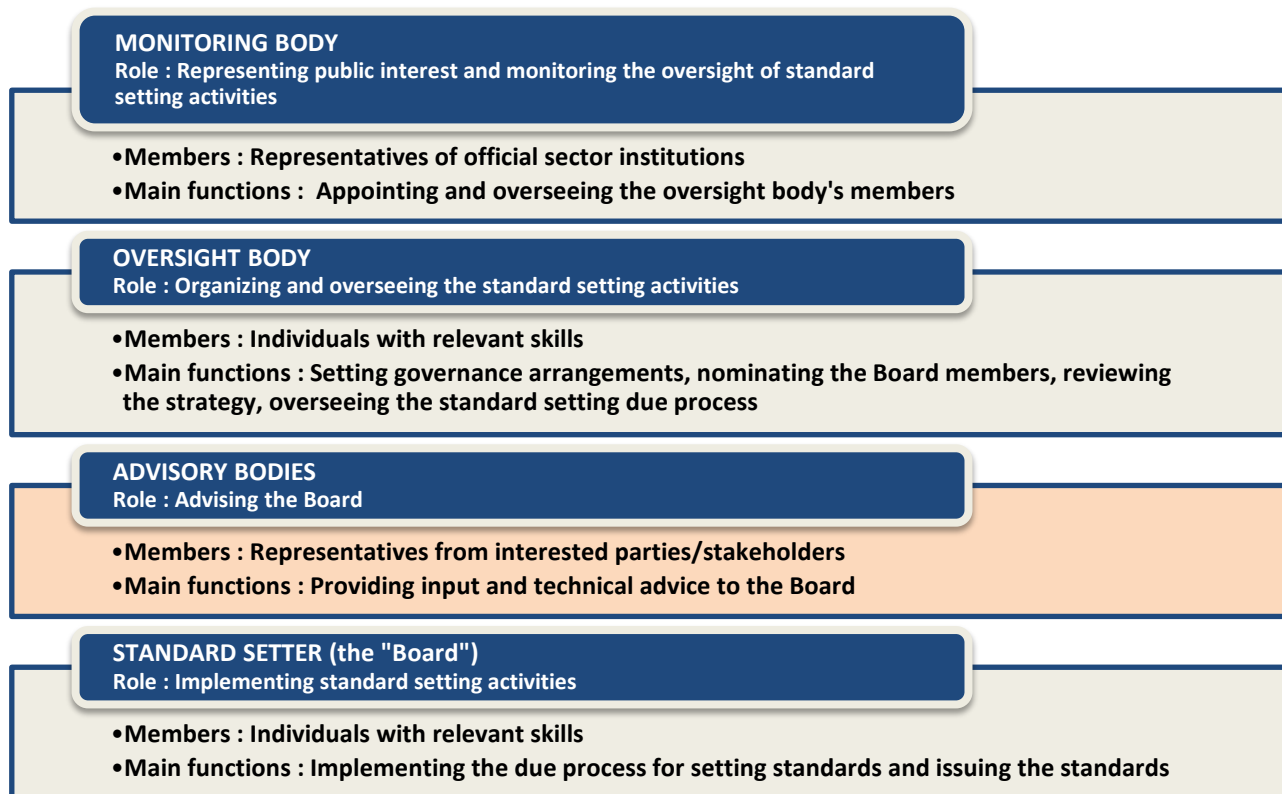 MONITORING BODY
Role : Representing public interest and monitoring the oversight of standard
setting activities
•Members : Representatives of official sector institutions
•Main functions :  Appointing and overseeing the oversight body's members
OVERSIGHT BODY
Role : Organizing and overseeing the standard setting activities
•Members : Individuals with relevant skills
•Main functions : Setting governance arrangements, nominating the Board members, reviewing
the strategy, overseeing the standard setting due process
ADVISORY BODIES
Role : Advising the Board
•Members : Representatives from interested parties/stakeholders
•Main functions : Providing input and technical advice to the Board
STANDARD SETTER (the "Board")
Role : Implementing standard setting activities
•Members : Individuals with relevant skills
•Main functions : Implementing the due process for setting standards and issuing the standards